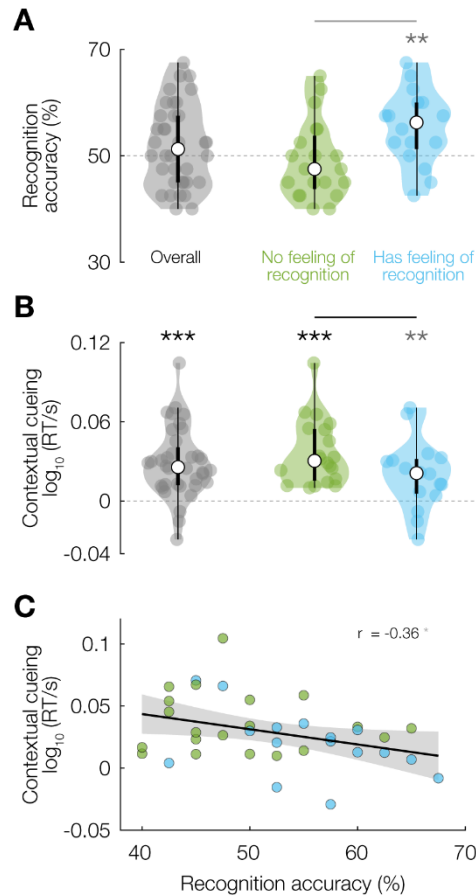 A
70
50
30
Recognition
accuracy (%)
**
Overall
No feeling of
recognition
Has feeling of
recognition
B
0.12
0.06
0
-0.04
Contextual cueing
log10 (RT/s)
***
***
**
C
0.1
0.05
0
-0.05
Contextual cueing
log10 (RT/s)
r = -0.36 *
40
50
60
70
Recognition accuracy (%)